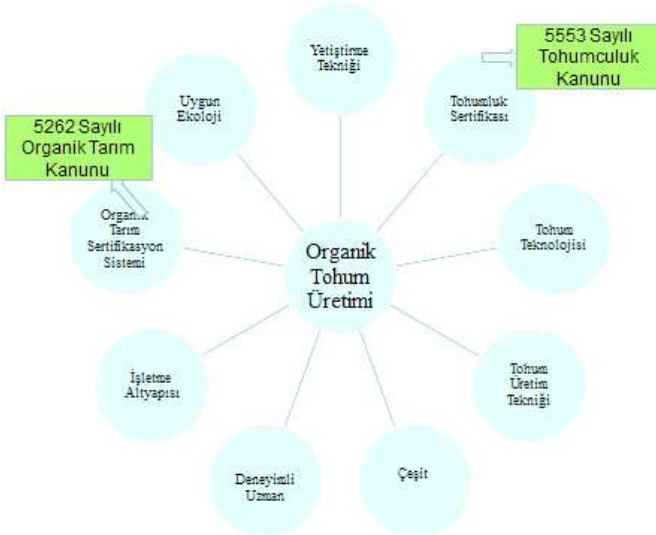 5553 Sayılı
Tohumculuk
Kanunu
Yetiştirme
Tekniği
Tohumluk
Sertifikası
Uygun
Ekoloji
5262 Sayılı
Organik Tarım
Kanunu
Organik
Tarım
Sertifikasyon
Sistemi
Tohum
Teknolojisi
Organik
Tohum
Üretimi
İşletme
Altyapısı
Tohum
Üretim
Tekniği
Deneyimli
Uzman
Çeşit